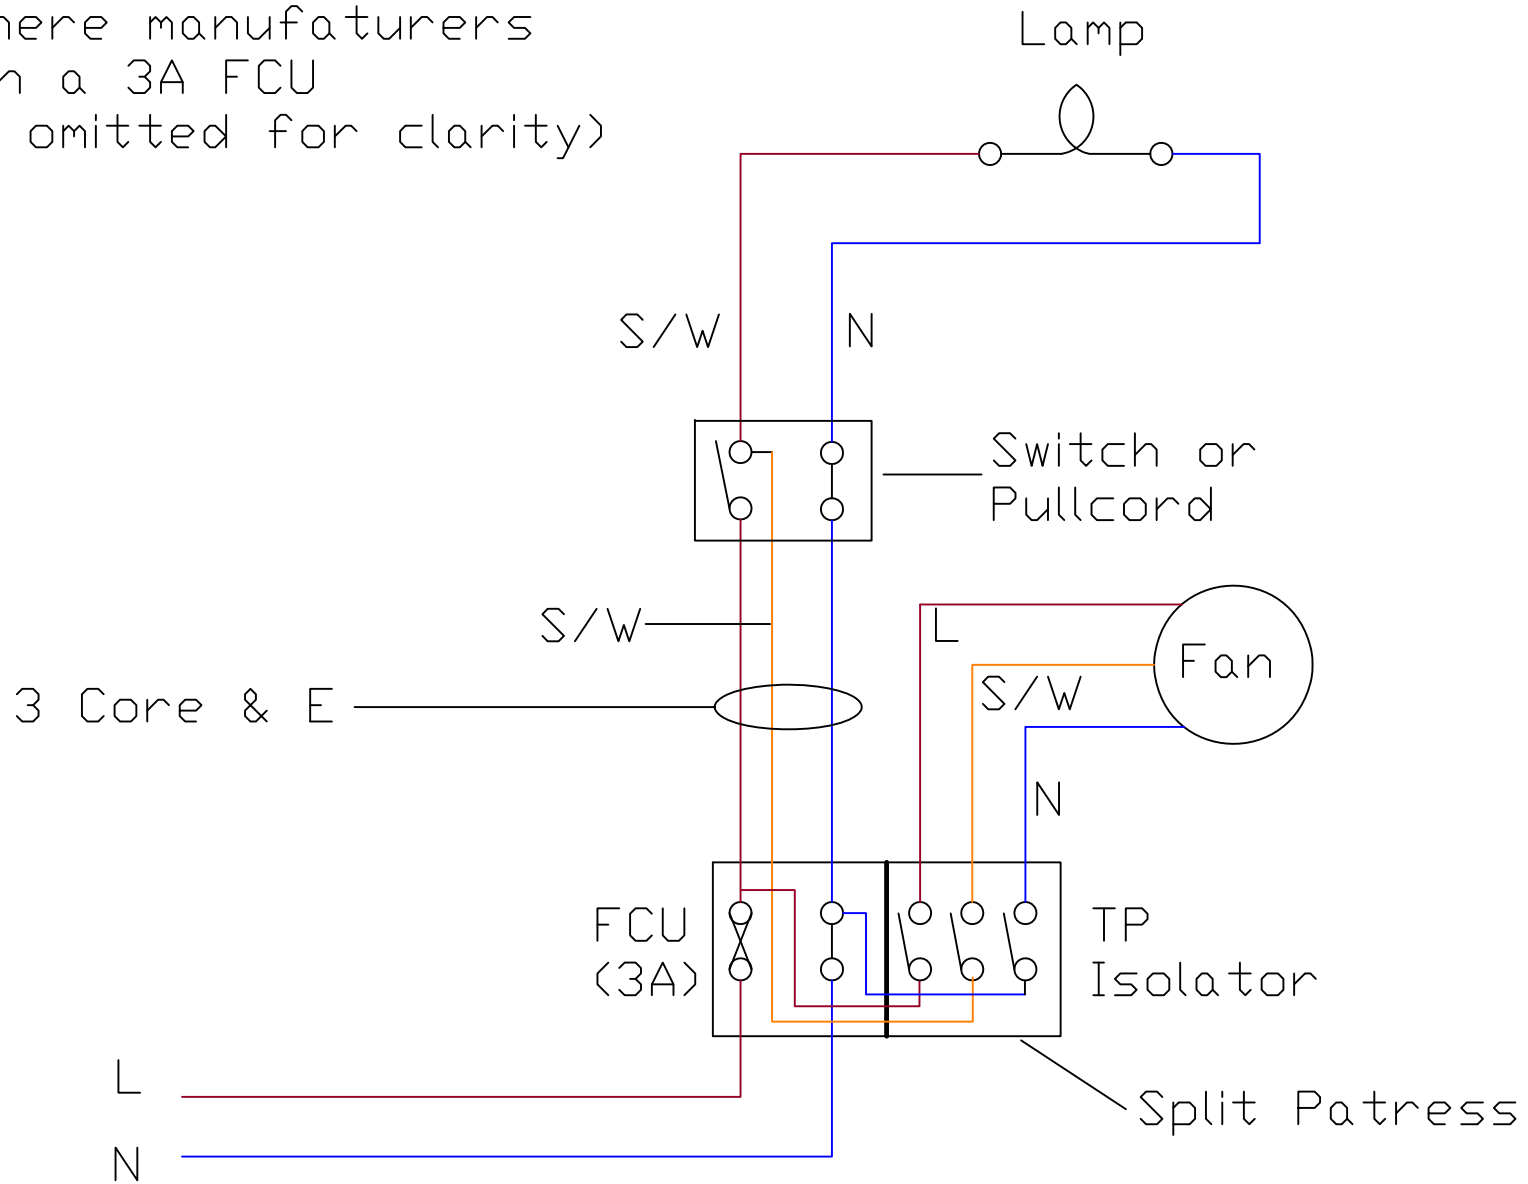 here manufaturers
n a 3A FCU
omitted for clarity)
Lamp
S/W
N
Switch or
Pullcord
S/W
L
Fan
3 Core & E
S/W
N
FCU
(3A)
TP
Isolator
L
Split Patress
N